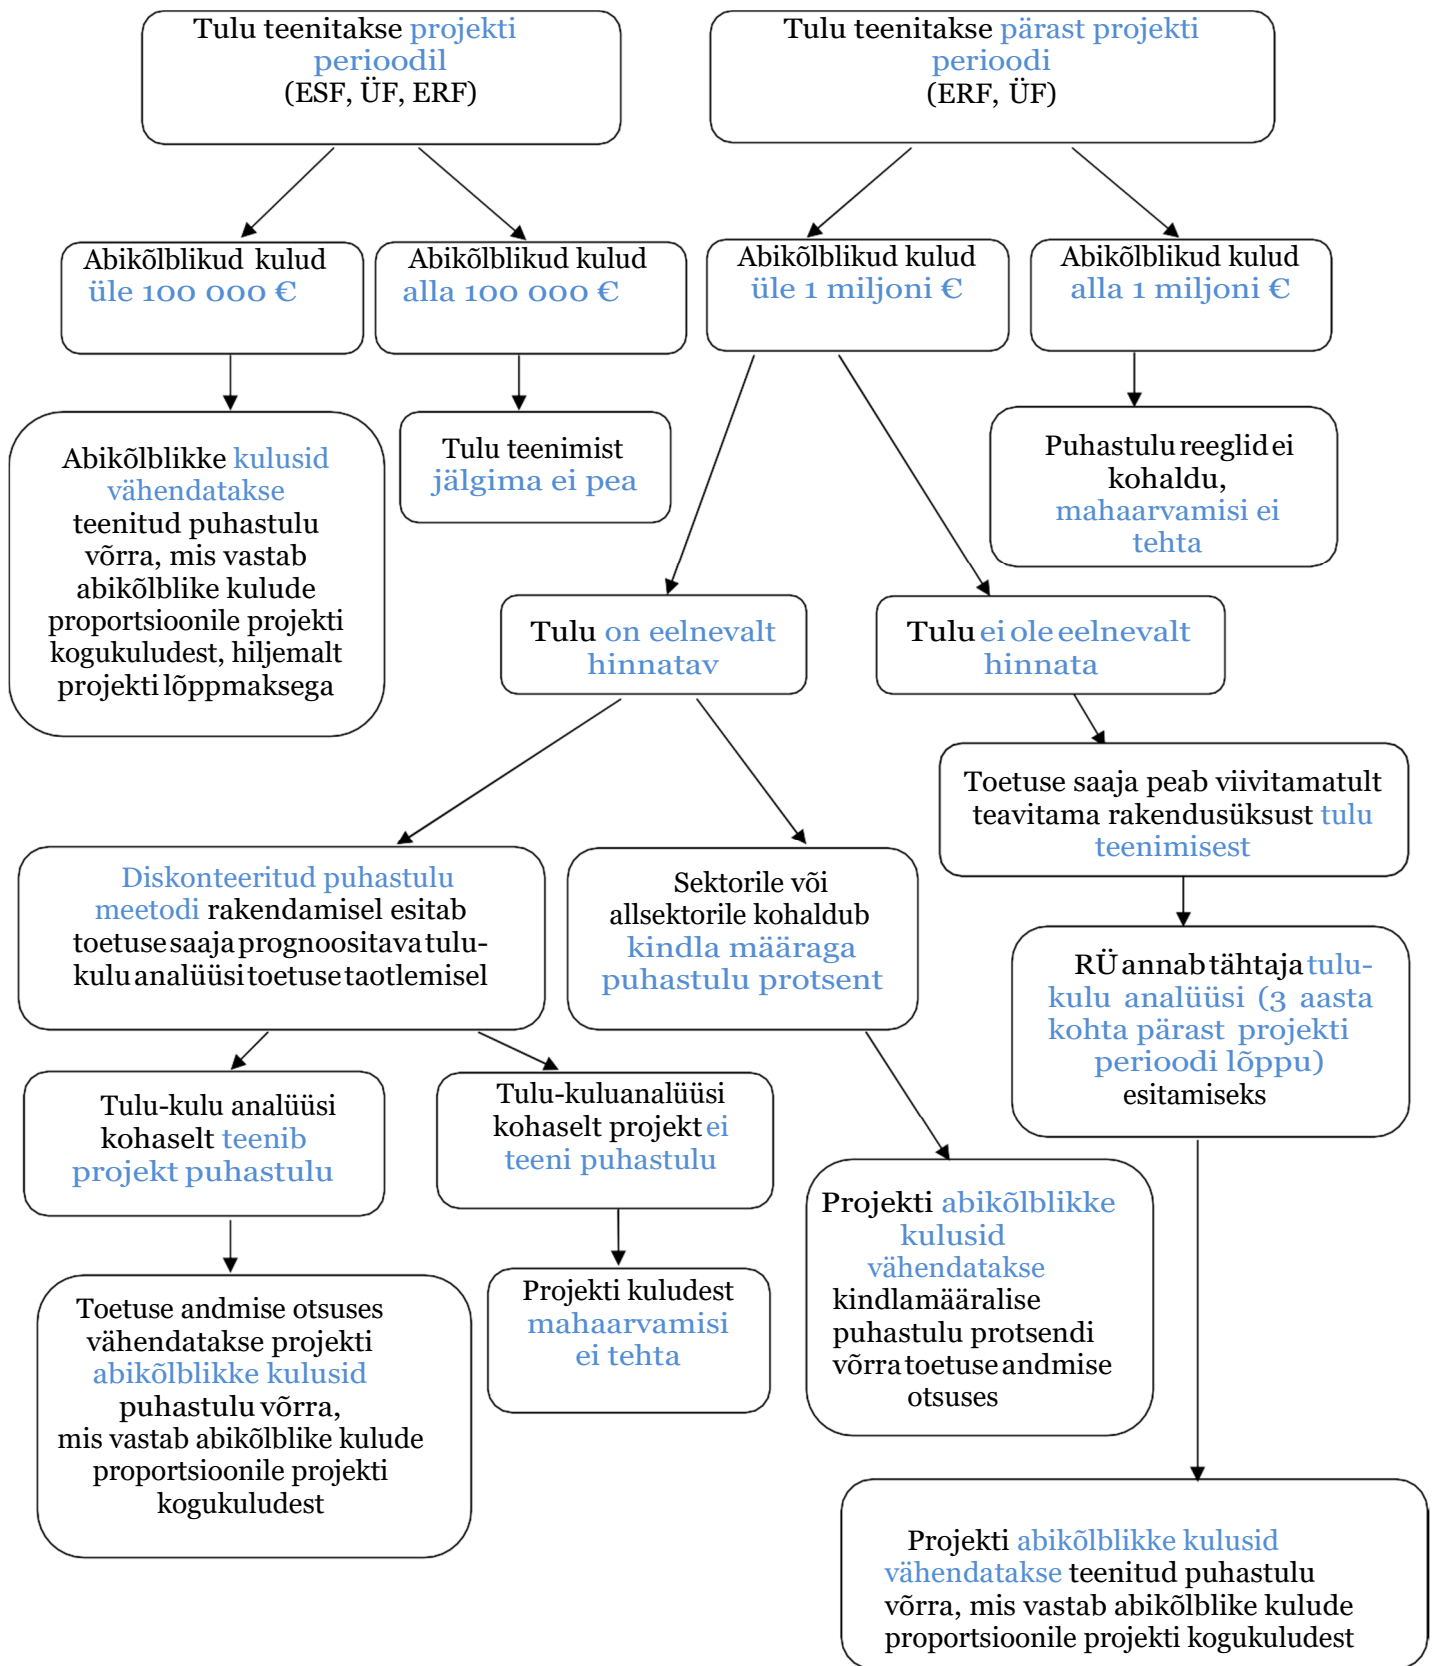 Tulu teenitakse projekti
perioodil
(ESF, ÜF, ERF)
Tulu teenitakse pärast projekti
perioodi
(ERF, ÜF)
Abikõlblikud kulud
üle 100 000 €
Abikõlblikud kulud
alla 100 000 €
Abikõlblikud kulud
üle 1 miljoni €
Abikõlblikud kulud
alla 1 miljoni €
Abikõlblikke kulusid
vähendatakse
teenitud puhastulu
võrra, mis vastab
abikõlblike kulude
proportsioonile projekti
kogukuludest, hiljemalt
projekti lõppmaksega
Tulu teenimist
jälgima ei pea
Puhastulu reeglid ei
kohaldu,
mahaarvamisi ei
tehta
Tulu on eelnevalt
hinnatav
Tulu ei ole eelnevalt
hinnata
Toetuse saaja peab viivitamatult
teavitama rakendusüksust tulu
teenimisest
Diskonteeritud puhastulu
meetodi rakendamisel esitab
toetuse saaja prognoositava tulu-
kulu analüüsi toetuse taotlemisel
Sektorile või
allsektorile kohaldub
kindla määraga
puhastulu protsent
RÜ annab tähtaja tulu-
kulu analüüsi (3 aasta
kohta pärast projekti
perioodi lõppu)
esitamiseks
Tulu-kulu analüüsi
kohaselt teenib
projekt puhastulu
Tulu-kuluanalüüsi
kohaselt projekt ei
teeni puhastulu
Projekti abikõlblikke
kulusid
vähendatakse
kindlamääralise
puhastulu protsendi
võrra toetuse andmise
otsuses
Toetuse andmise otsuses
vähendatakse projekti
abikõlblikke kulusid
puhastulu võrra,
mis vastab abikõlblike kulude
proportsioonile projekti
kogukuludest
Projekti kuludest
mahaarvamisi
ei tehta
Projekti abikõlblikke kulusid
vähendatakse teenitud puhastulu
võrra, mis vastab abikõlblike kulude
proportsioonile projekti kogukuludest